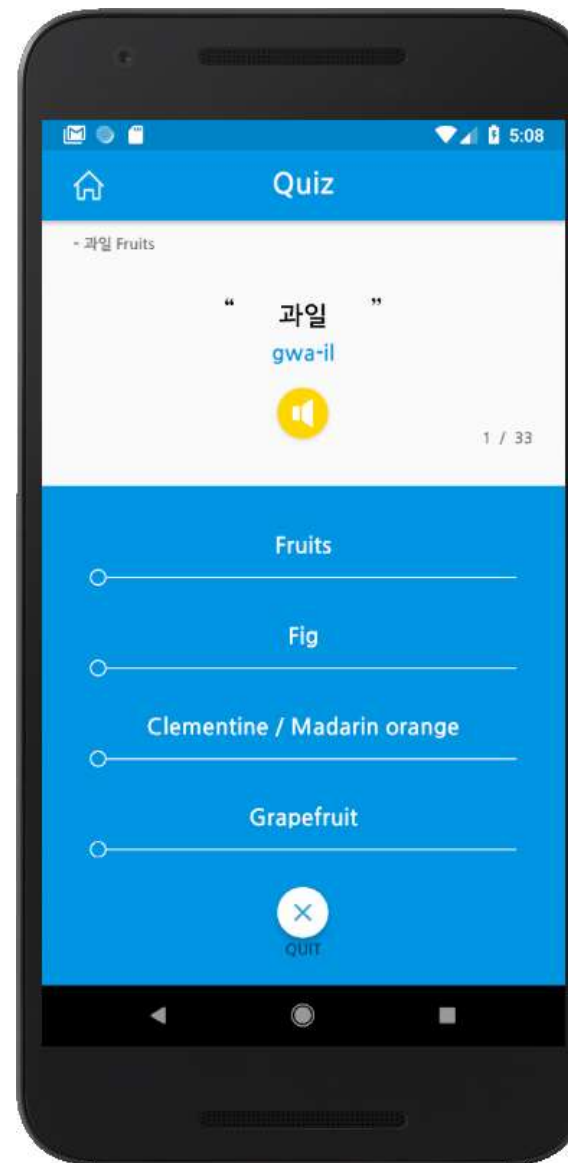 5:08
Quiz
- 과일 Fruits
“ 과일 ”
gwa-il
1 / 33
Fruits
Fig
Clementine / Madarin orange
Grapefruit
QUIT